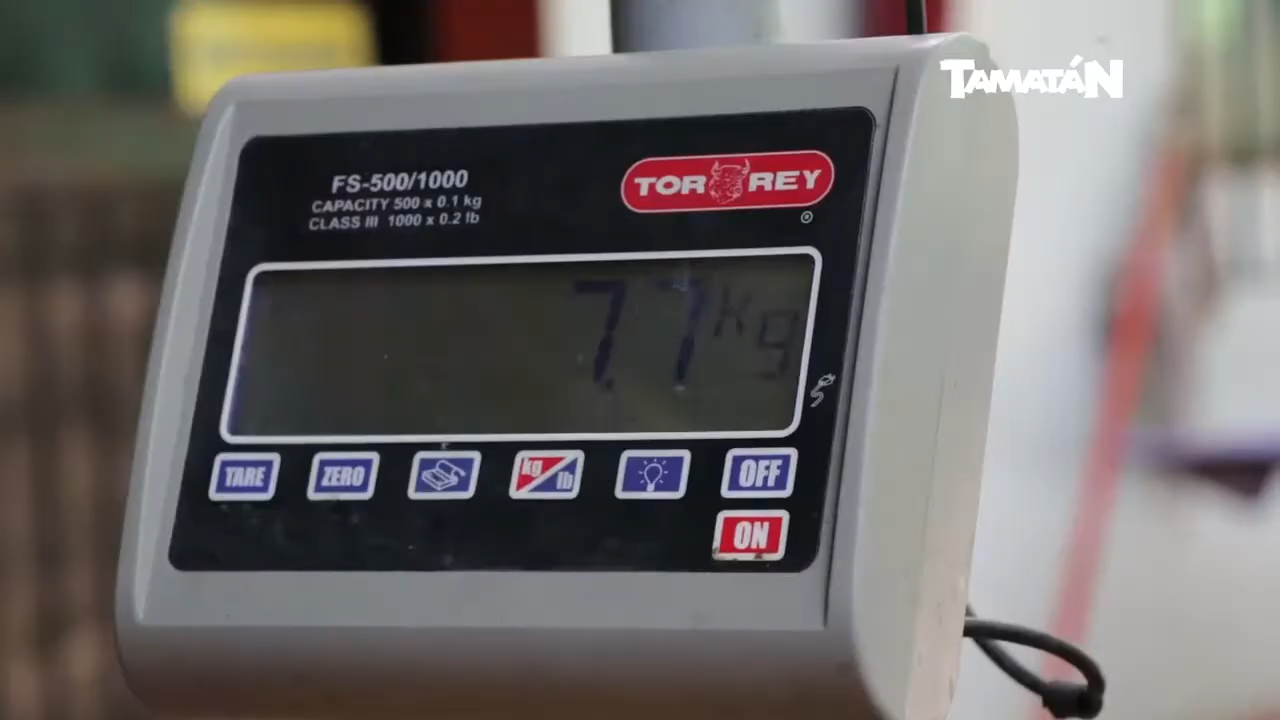 TAMATÁN
FS-500/1000
CAPACITY 500 x 0.1 kg
CLASS III 1000 x 0.2 lb
TOR REY
®
7.7 kg
TARE
ZERO
kg/lb
OFF
ON